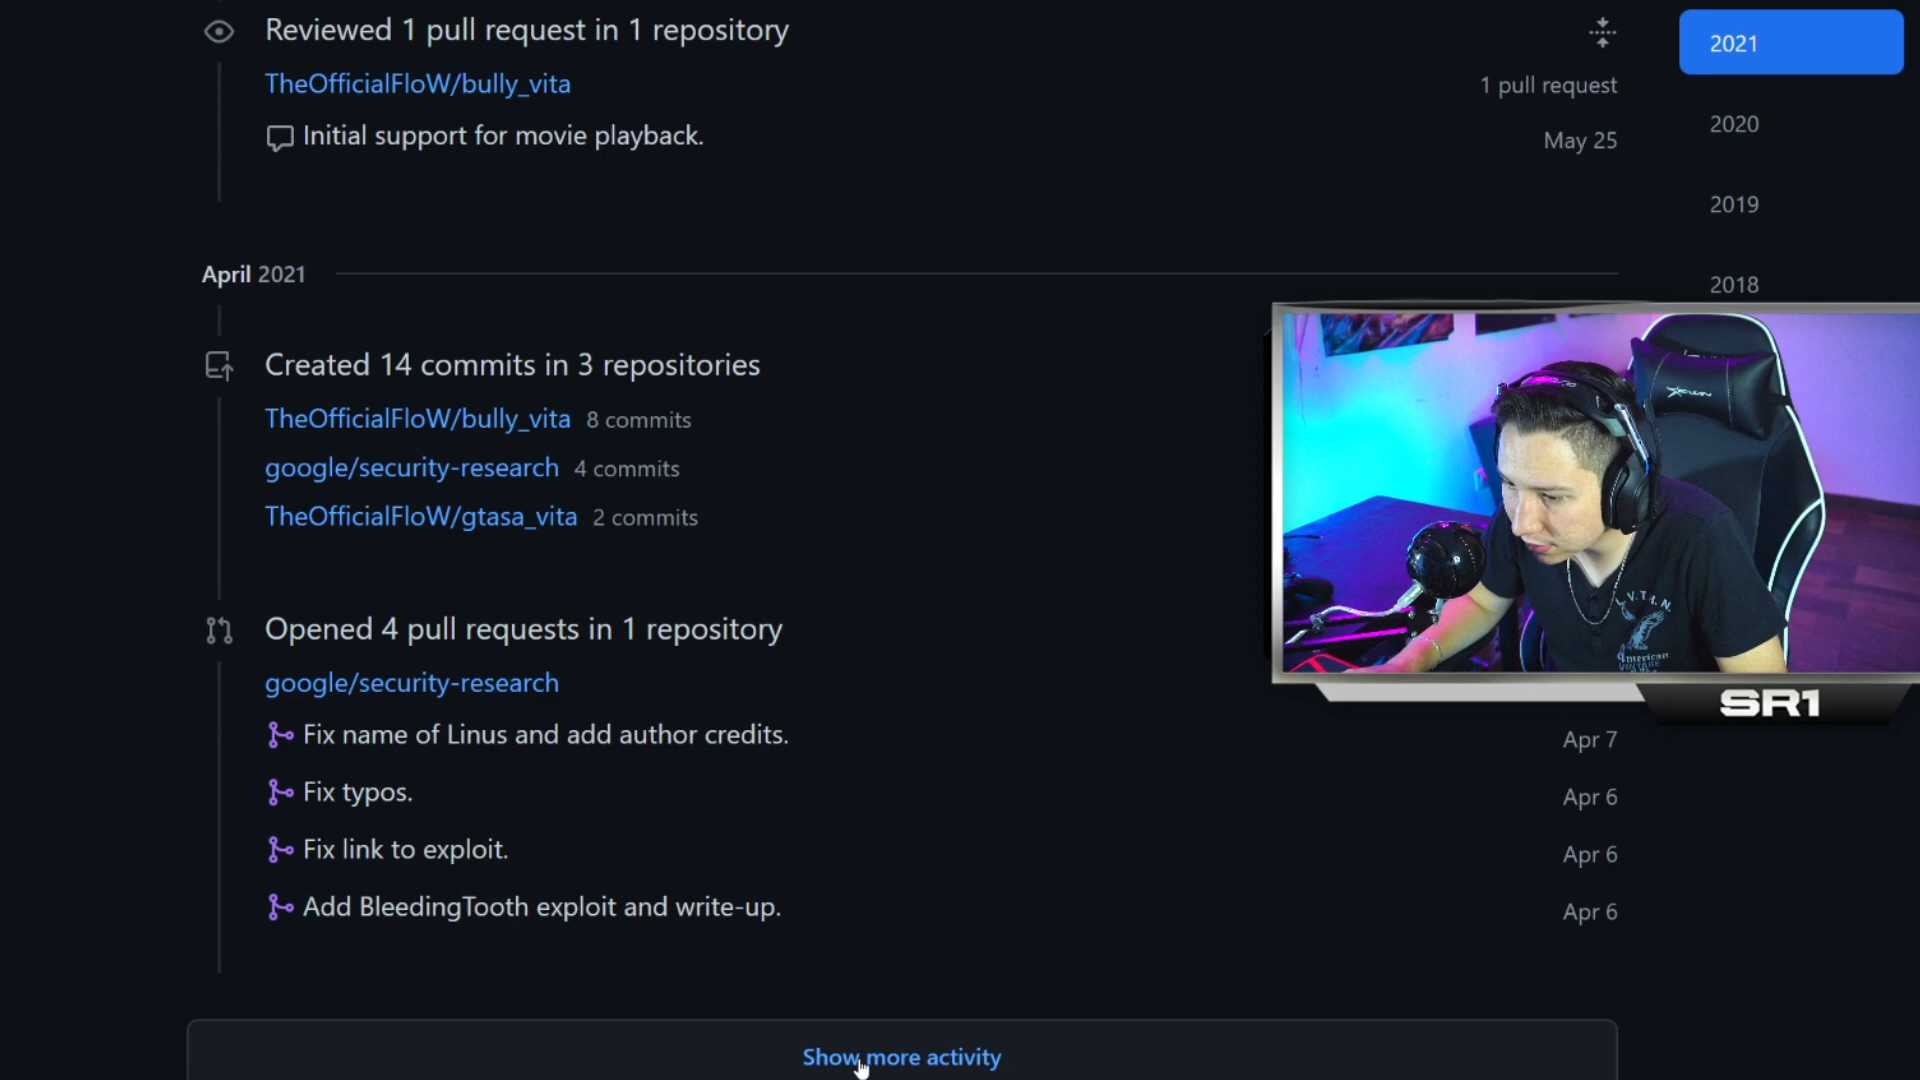 Reviewed 1 pull request in 1 repository
TheOfficialFloW/bully_vita
1 pull request
Initial support for movie playback.
May 25
2021
2020
2019
2018
April 2021
Created 14 commits in 3 repositories
TheOfficialFloW/bully_vita 8 commits
google/security-research 4 commits
TheOfficialFloW/gtasa_vita 2 commits
Opened 4 pull requests in 1 repository
google/security-research
Fix name of Linus and add author credits.
Apr 7
Fix typos.
Apr 6
Fix link to exploit.
Apr 6
Add BleedingTooth exploit and write-up.
Apr 6
Show more activity
American
VINTAGE
SR1